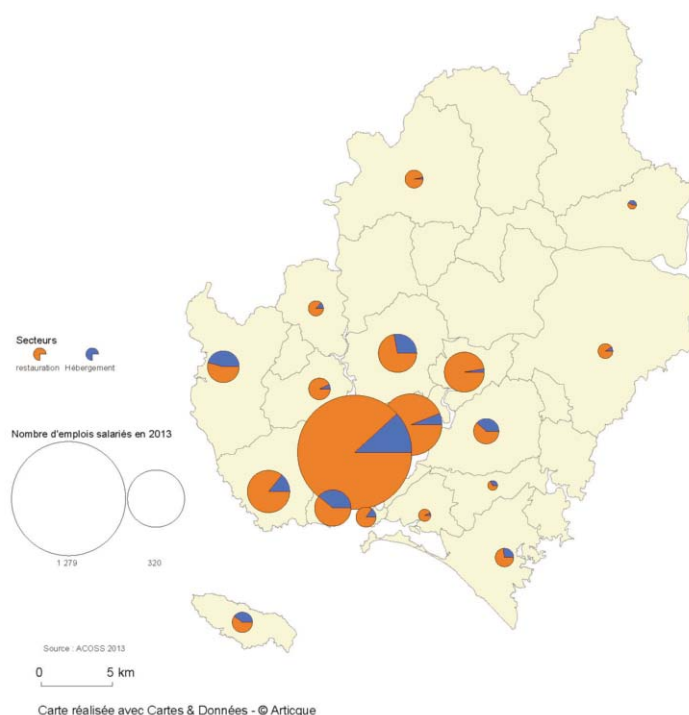 Secteurs
restauration Hébergement
Nombre d'emplois salariés en 2013
1 279 320
Source : ACOSS 2013
0 5 km
Carte réalisée avec Cartes & Données - © Articque